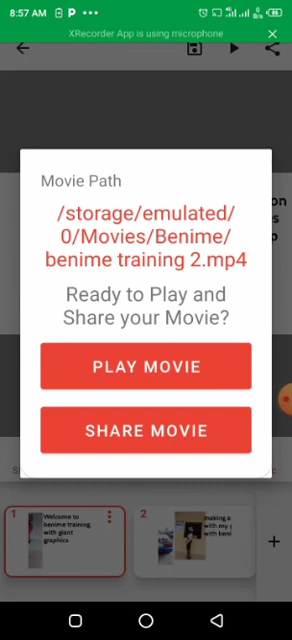 8:57 AM
XRecorder App is using microphone
on
s
p
Movie Path
/storage/emulated/
0/Movies/Benime/
benime training 2.mp4
Ready to Play and
Share your Movie?
PLAY MOVIE
SHARE MOVIE
1
Welcome to
benime training
with giant
graphics
2
making a
with my
with beni
+